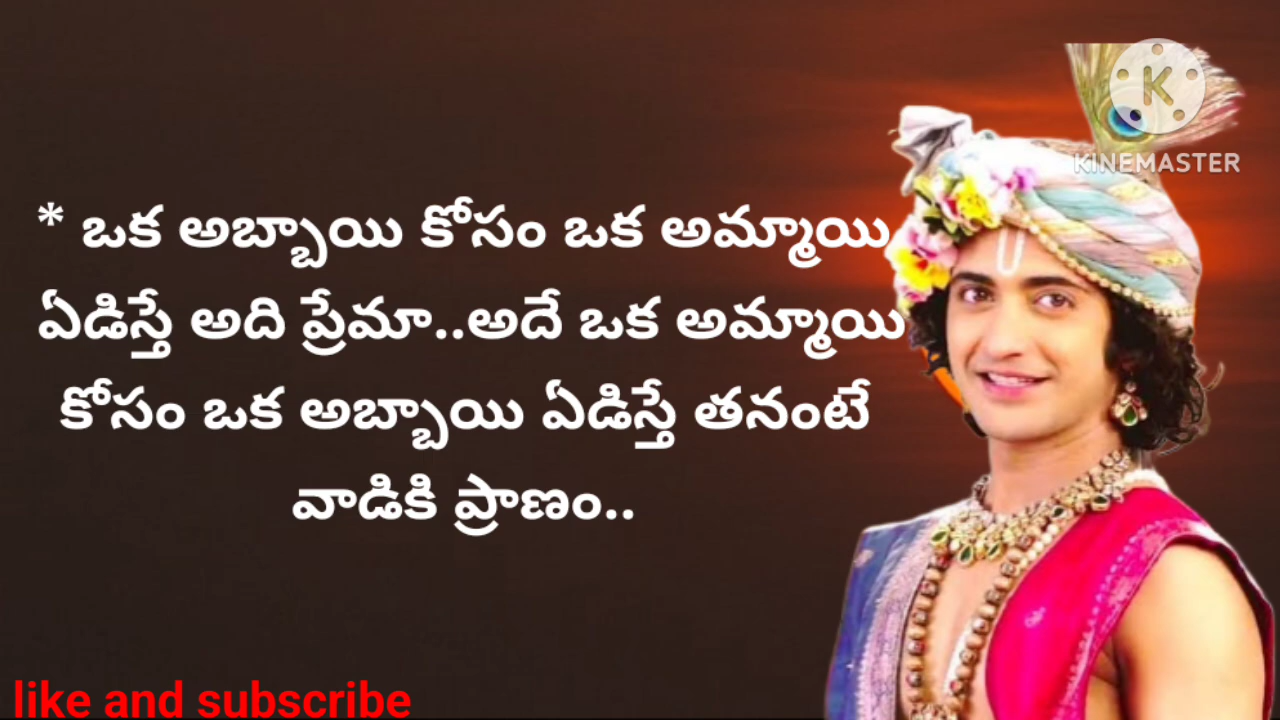 KINEMASTER
* ఒక అబ్బాయి కోసం ఒక అమ్మాయి
ఏడిస్తే అది ప్రేమా..అదే ఒక అమ్మాయి
కోసం ఒక అబ్బాయి ఏడిస్తే తనంటే
వాడికి ప్రాణం..
like and subscribe